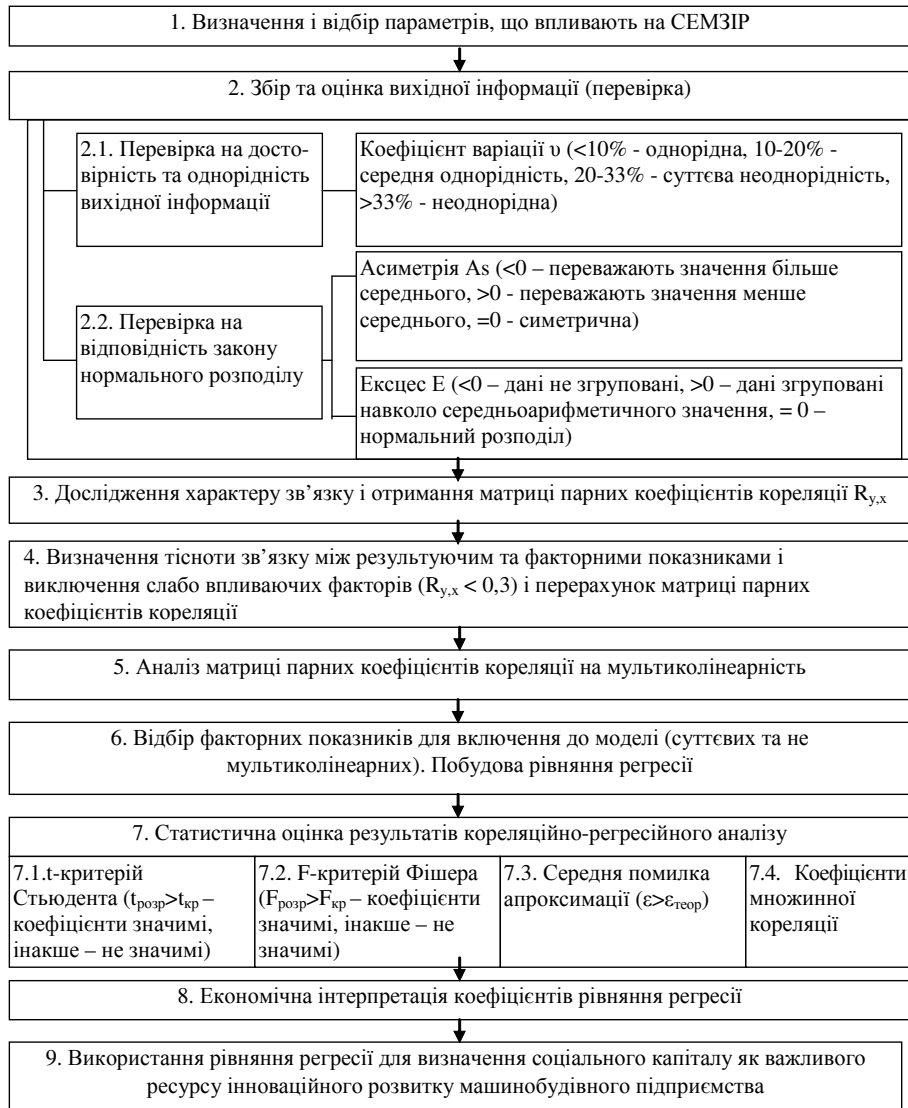 1. Визначення і відбір параметрів, що впливають на СЕМЗІР
2. Збір та оцінка вихідної інформації (перевірка)
2.1. Перевірка на досто-
вірність та однорідність
вихідної інформації
Коефіцієнт варіації υ (<10% - однорідна, 10-20% -
середня однорідність, 20-33% - суттєва неоднорідність,
>33% - неоднорідна)
2.2. Перевірка на
відповідність закону
нормального розподілу
Асиметрія As (<0 – переважають значення більше
середнього, >0 - переважають значення менше
середнього, =0 - симетрична)
Ексцес E (<0 – дані не згруповані, >0 – дані згруповані
навколо середньоарифметичного значення, = 0 –
нормальний розподіл)
3. Дослідження характеру зв’язку і отримання матриці парних коефіцієнтів кореляції Rу,х
4. Визначення тісноти зв’язку між результуючим та факторними показниками і
виключення слабо впливаючих факторів (Rу,х < 0,3) і перерахунок матриці парних
коефіцієнтів кореляції
5. Аналіз матриці парних коефіцієнтів кореляції на мультиколінеарність
6. Відбір факторних показників для включення до моделі (суттєвих та не
мультиколінеарних). Побудова рівняння регресії
7. Статистична оцінка результатів кореляційно-регресійного аналізу
7.1.t-критерій
Стьюдента (tрозр>tкр –
коефіцієнти значимі,
інакше – не значимі)
7.2. F-критерій Фішера
(Fрозр>Fкр – коефіцієнти
значимі, інакше – не
значимі)
7.3. Середня помилка
апроксимації (ε>εтеор)
7.4. Коефіцієнти
множинної
кореляції
8. Економічна інтерпретація коефіцієнтів рівняння регресії
9. Використання рівняння регресії для визначення соціального капіталу як важливого
ресурсу інноваційного розвитку машинобудівного підприємства